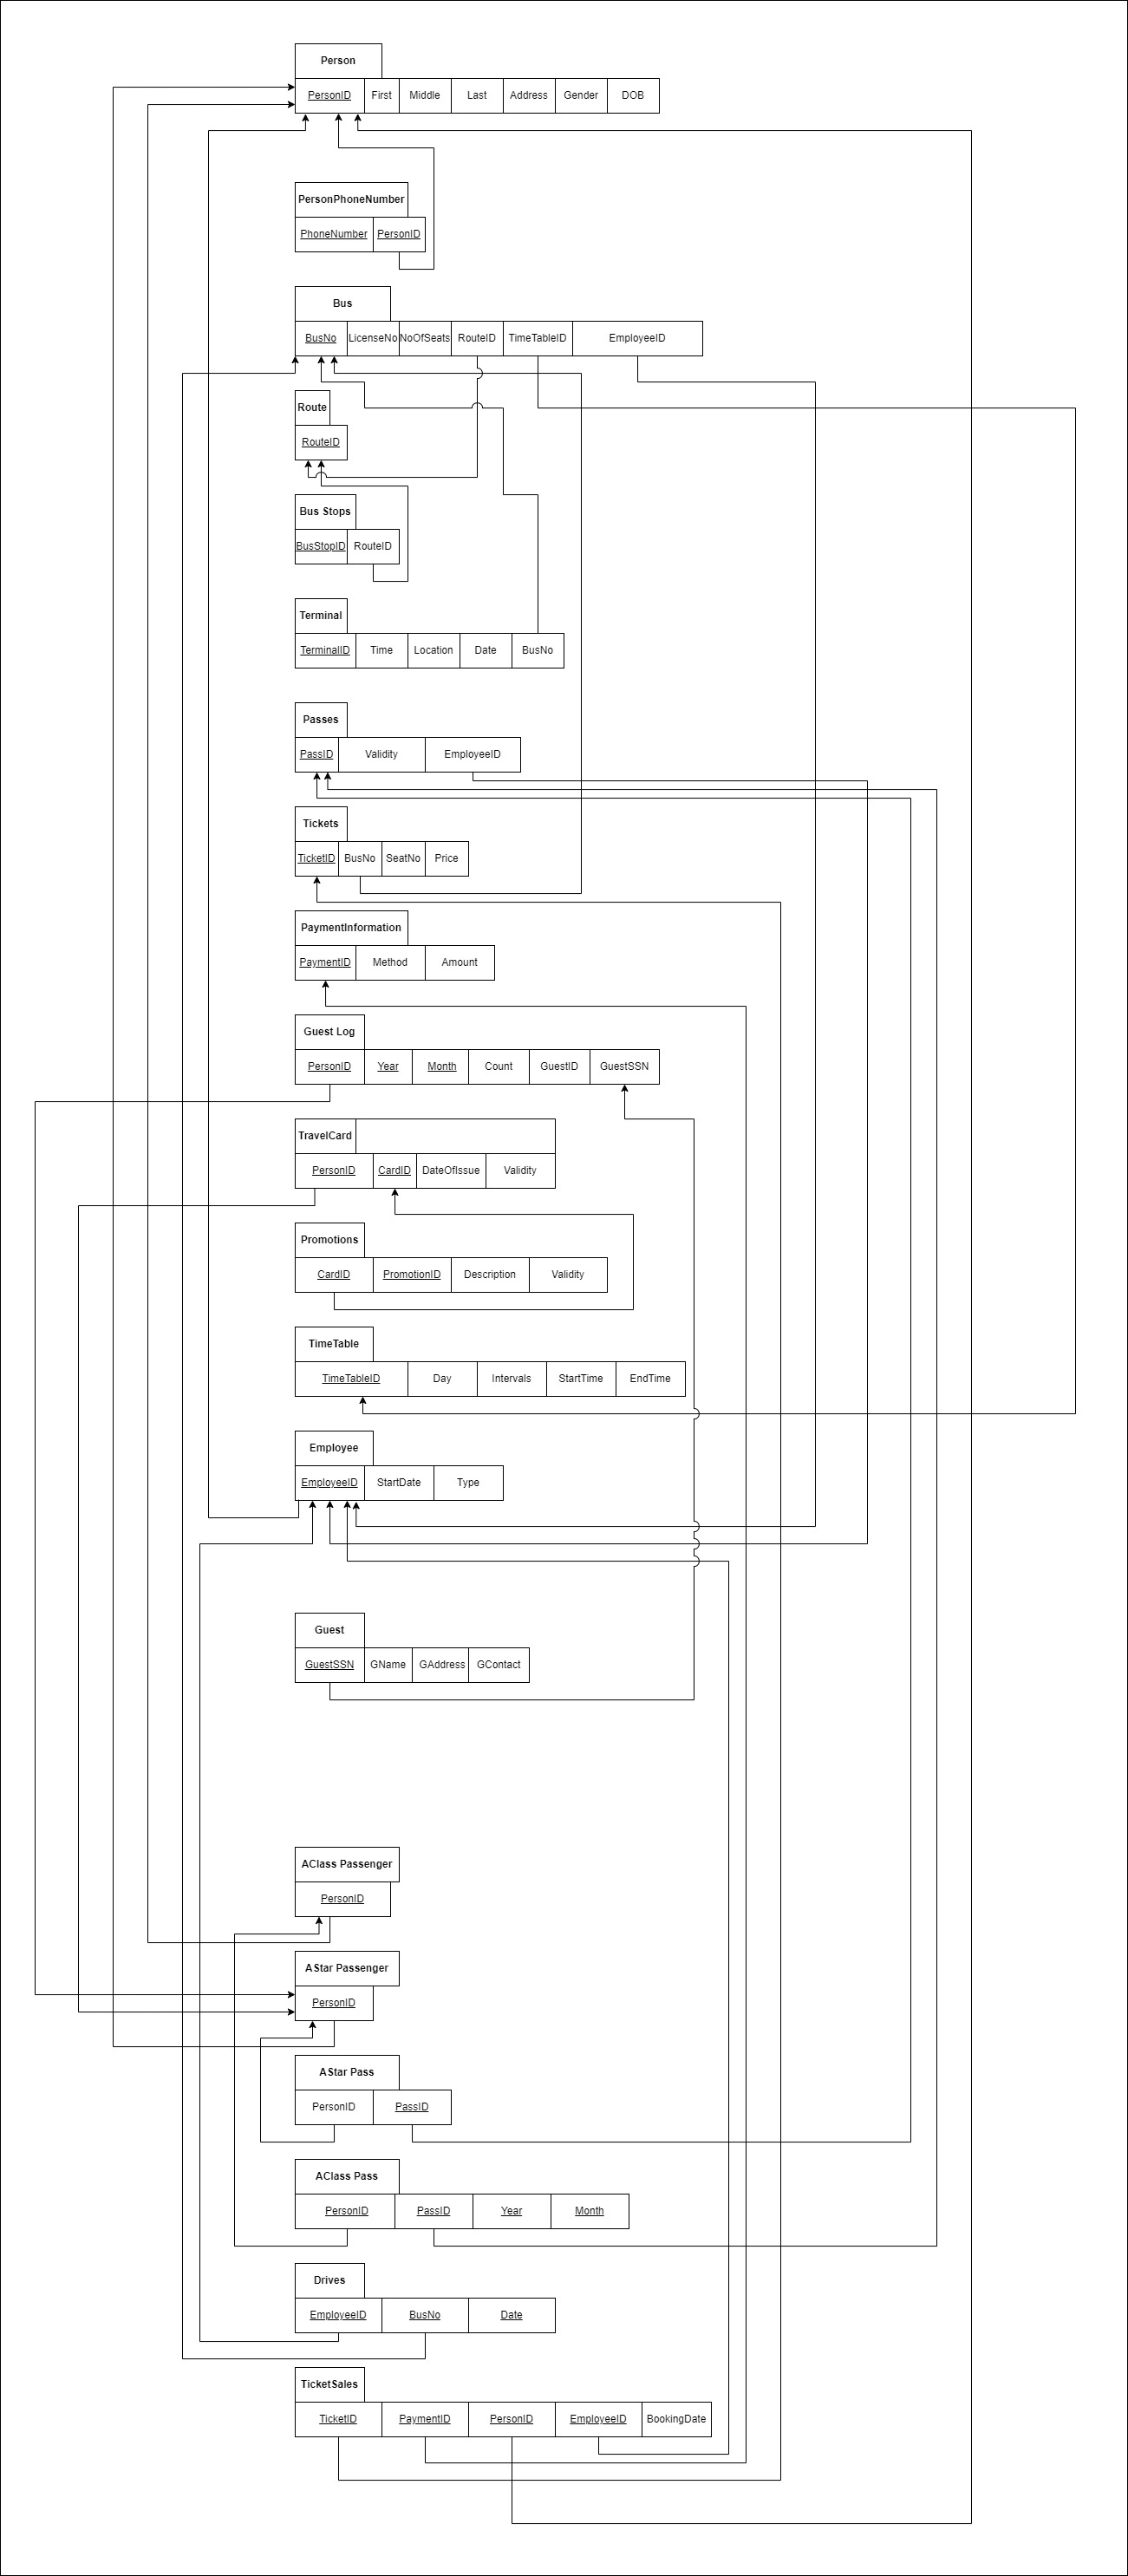 Person
PersonID First Middle Last Address Gender DOB
PersonPhoneNumber
PhoneNumber PersonID
Bus
BusNo LicenseNo NoOfSeats RouteID TimeTableID EmployeeID
Route
RouteID
Bus Stops
BusStopID RouteID
Terminal
TerminalID Time Location Date BusNo
Passes
PassID Validity EmployeeID
Tickets
TicketID BusNo SeatNo Price
PaymentInformation
PaymentID Method Amount
Guest Log
PersonID Year Month Count GuestID GuestSSN
TravelCard
PersonID CardID DateOfIssue Validity
Promotions
CardID PromotionID Description Validity
TimeTable
TimeTableID Day Intervals StartTime EndTime
Employee
EmployeeID StartDate Type
Guest
GuestSSN GName GAddress GContact
AClass Passenger
PersonID
AStar Passenger
PersonID
AStar Pass
PersonID PassID
AClass Pass
PersonID PassID Year Month
Drives
EmployeeID BusNo Date
TicketSales
TicketID PaymentID PersonID EmployeeID BookingDate